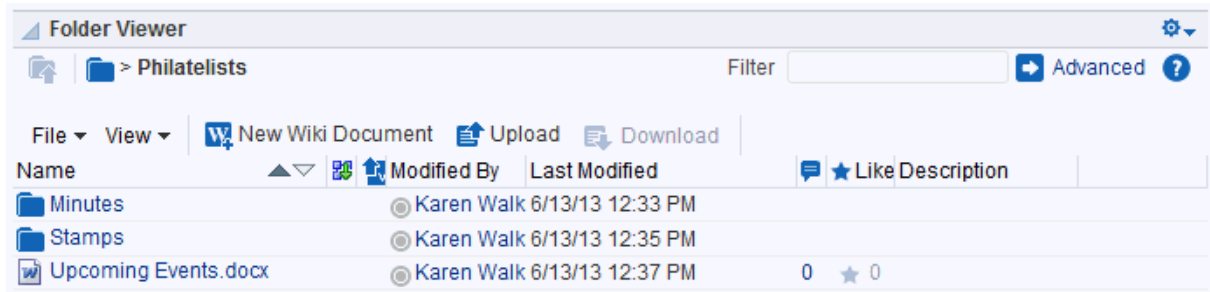 Folder Viewer
> Philatelists Filter Advanced ?
File View W New Wiki Document Upload Download
Name Modified By Last Modified Like Description
Minutes Karen Walk 6/13/13 12:33 PM
Stamps Karen Walk 6/13/13 12:35 PM
Upcoming Events.docx Karen Walk 6/13/13 12:37 PM 0 0